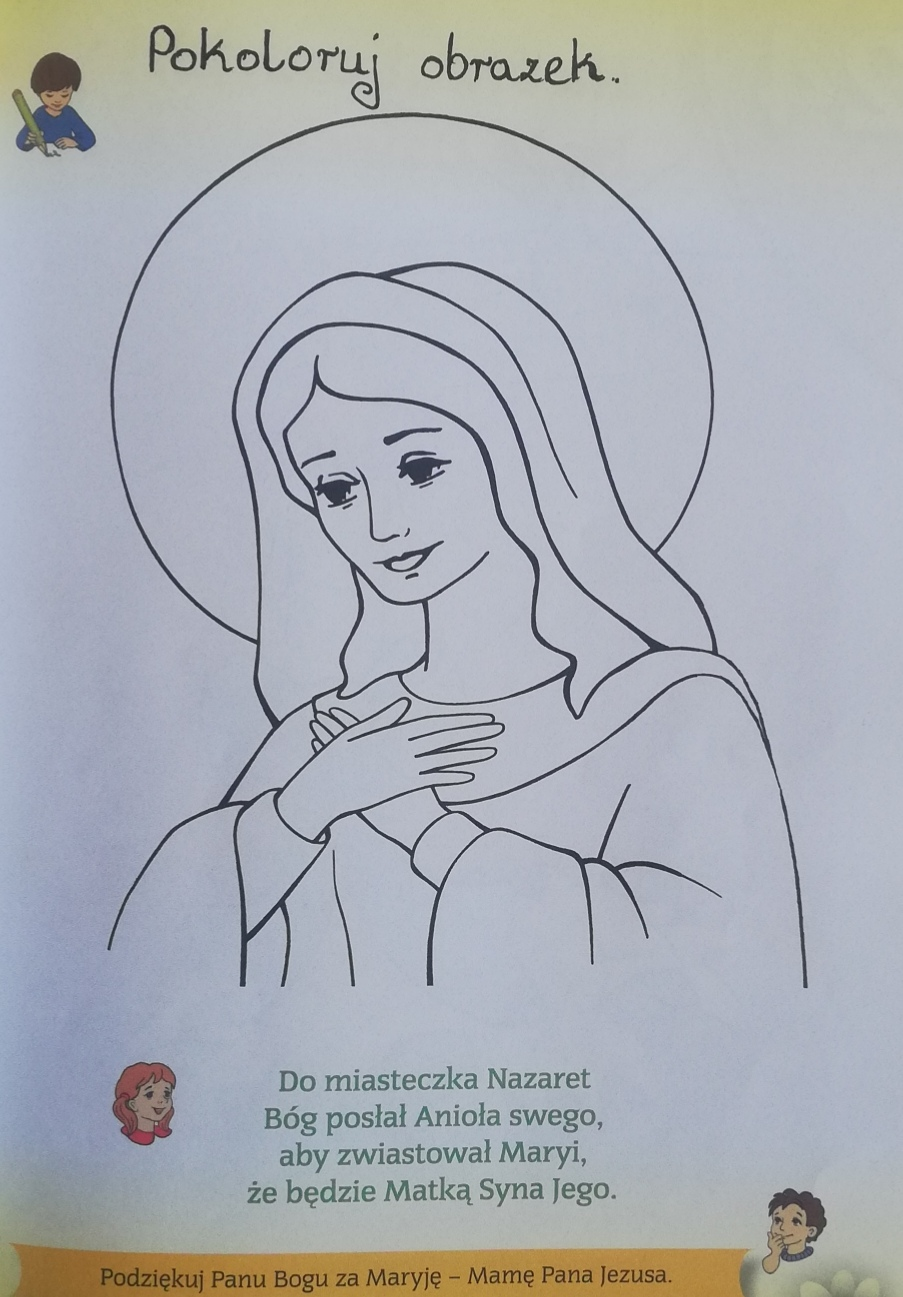 Pokoloruj obrazek.
Do miasteczka Nazaret
Bóg posłał Anioła swego,
aby zwiastował Maryi,
że będzie Matką Syna Jego.
Podziękuj Panu Bogu za Maryję – Mamę Pana Jezusa.